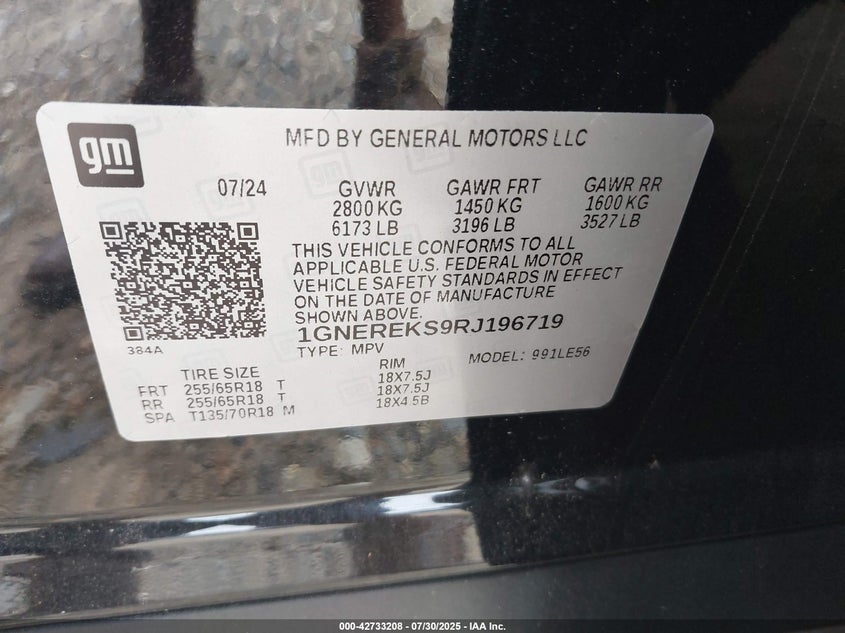 gm
MFD BY GENERAL MOTORS LLC
07/24 GVWR GAWR FRT GAWR RR
2800 KG 1450 KG 1600 KG
6173 LB 3196 LB 3527 LB
THIS VEHICLE CONFORMS TO ALL
APPLICABLE U.S. FEDERAL MOTOR
VEHICLE SAFETY STANDARDS IN EFFECT
ON THE DATE OF MANUFACTURE
SHOWN ABOVE.
1GNEREKS9RJ196719
384A
TYPE: MPV MODEL: 991LE56
TIRE SIZE RIM
FRT 255/65R18 T 18X7.5J
RR 255/65R18 T 18X7.5J
SPA T135/70R18 M 18X4.5B
000-42733208 - 07/30/2025 - IAA Inc.